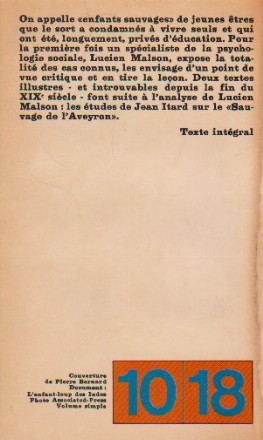 On appelle «enfants sauvages» de jeunes êtres
que le sort a condamnés à vivre seuls et qui
ont été, longuement, privés d'éducation. Pour
la première fois un spécialiste de la psycho-
logie sociale, Lucien Malson, expose la tota-
lité des cas connus, les envisage d'un point de
vue critique et en tire la leçon. Deux textes
illustres - et introuvables depuis la fin du
XIXe siècle - font suite à l'analyse de Lucien
Malson : les études de Jean Itard sur le «Sau-
vage de l'Aveyron».
Texte intégral
Couverture
de Pierre Bernard
Document :
L'enfant-loup des Indes
Photo Associated-Press
Volume simple
10 18